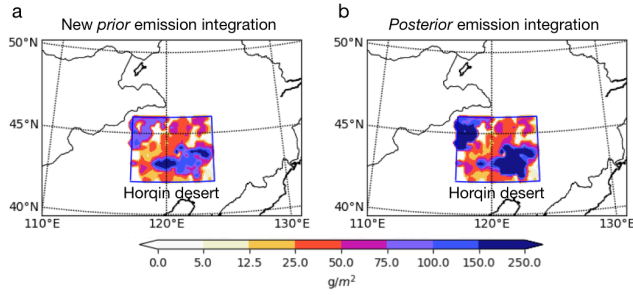 a
New prior emission integration
50°N
45°N
40°N
110°E
120°E
130°E
Horqin desert
b
Posterior emission integration
50°N
45°N
40°N
110°E
120°E
130°E
Horqin desert
0.0 5.0 12.5 25.0 50.0 75.0 100.0 150.0 250.0
g/m²